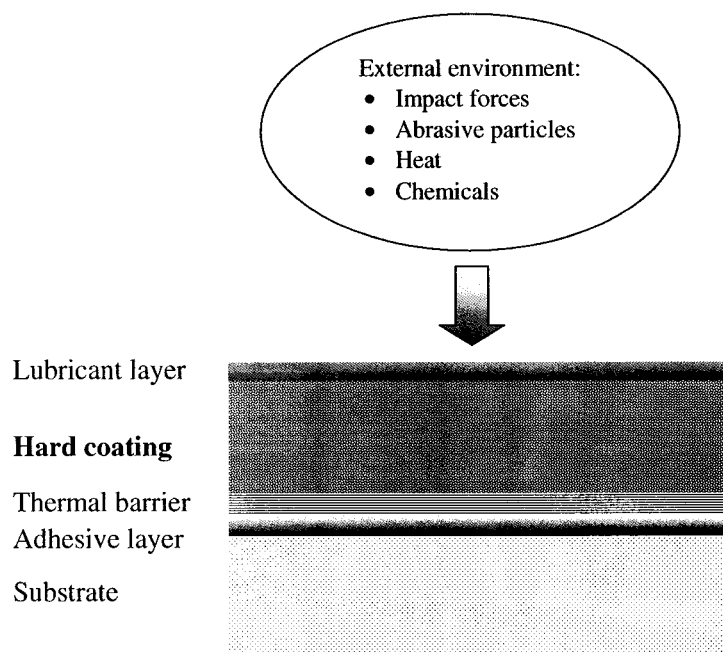 External environment:
• Impact forces
• Abrasive particles
• Heat
• Chemicals
Lubricant layer
Hard coating
Thermal barrier
Adhesive layer
Substrate